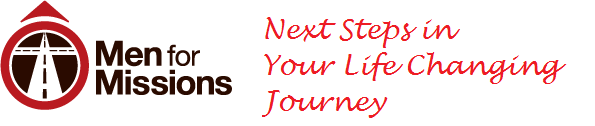 Men for
Missions
Next Steps in
Your Life Changing
Journey